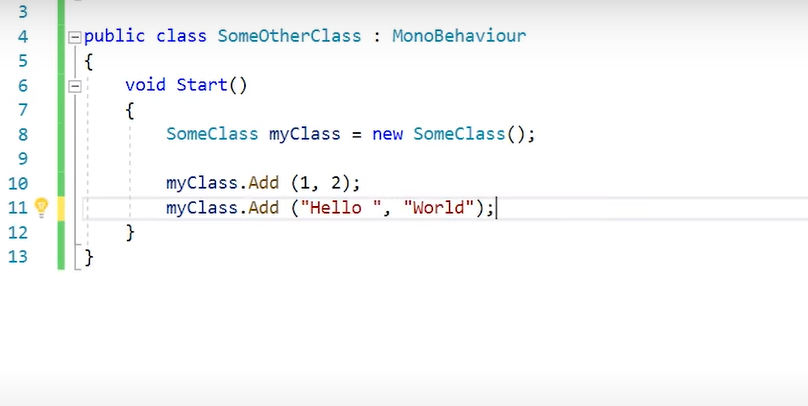 3
4 public class SomeOtherClass : MonoBehaviour
5 {
6 void Start()
7 {
8 SomeClass myClass = new SomeClass();
9
10 myClass.Add (1, 2);
11 myClass.Add ("Hello ", "World");
12 }
13 }